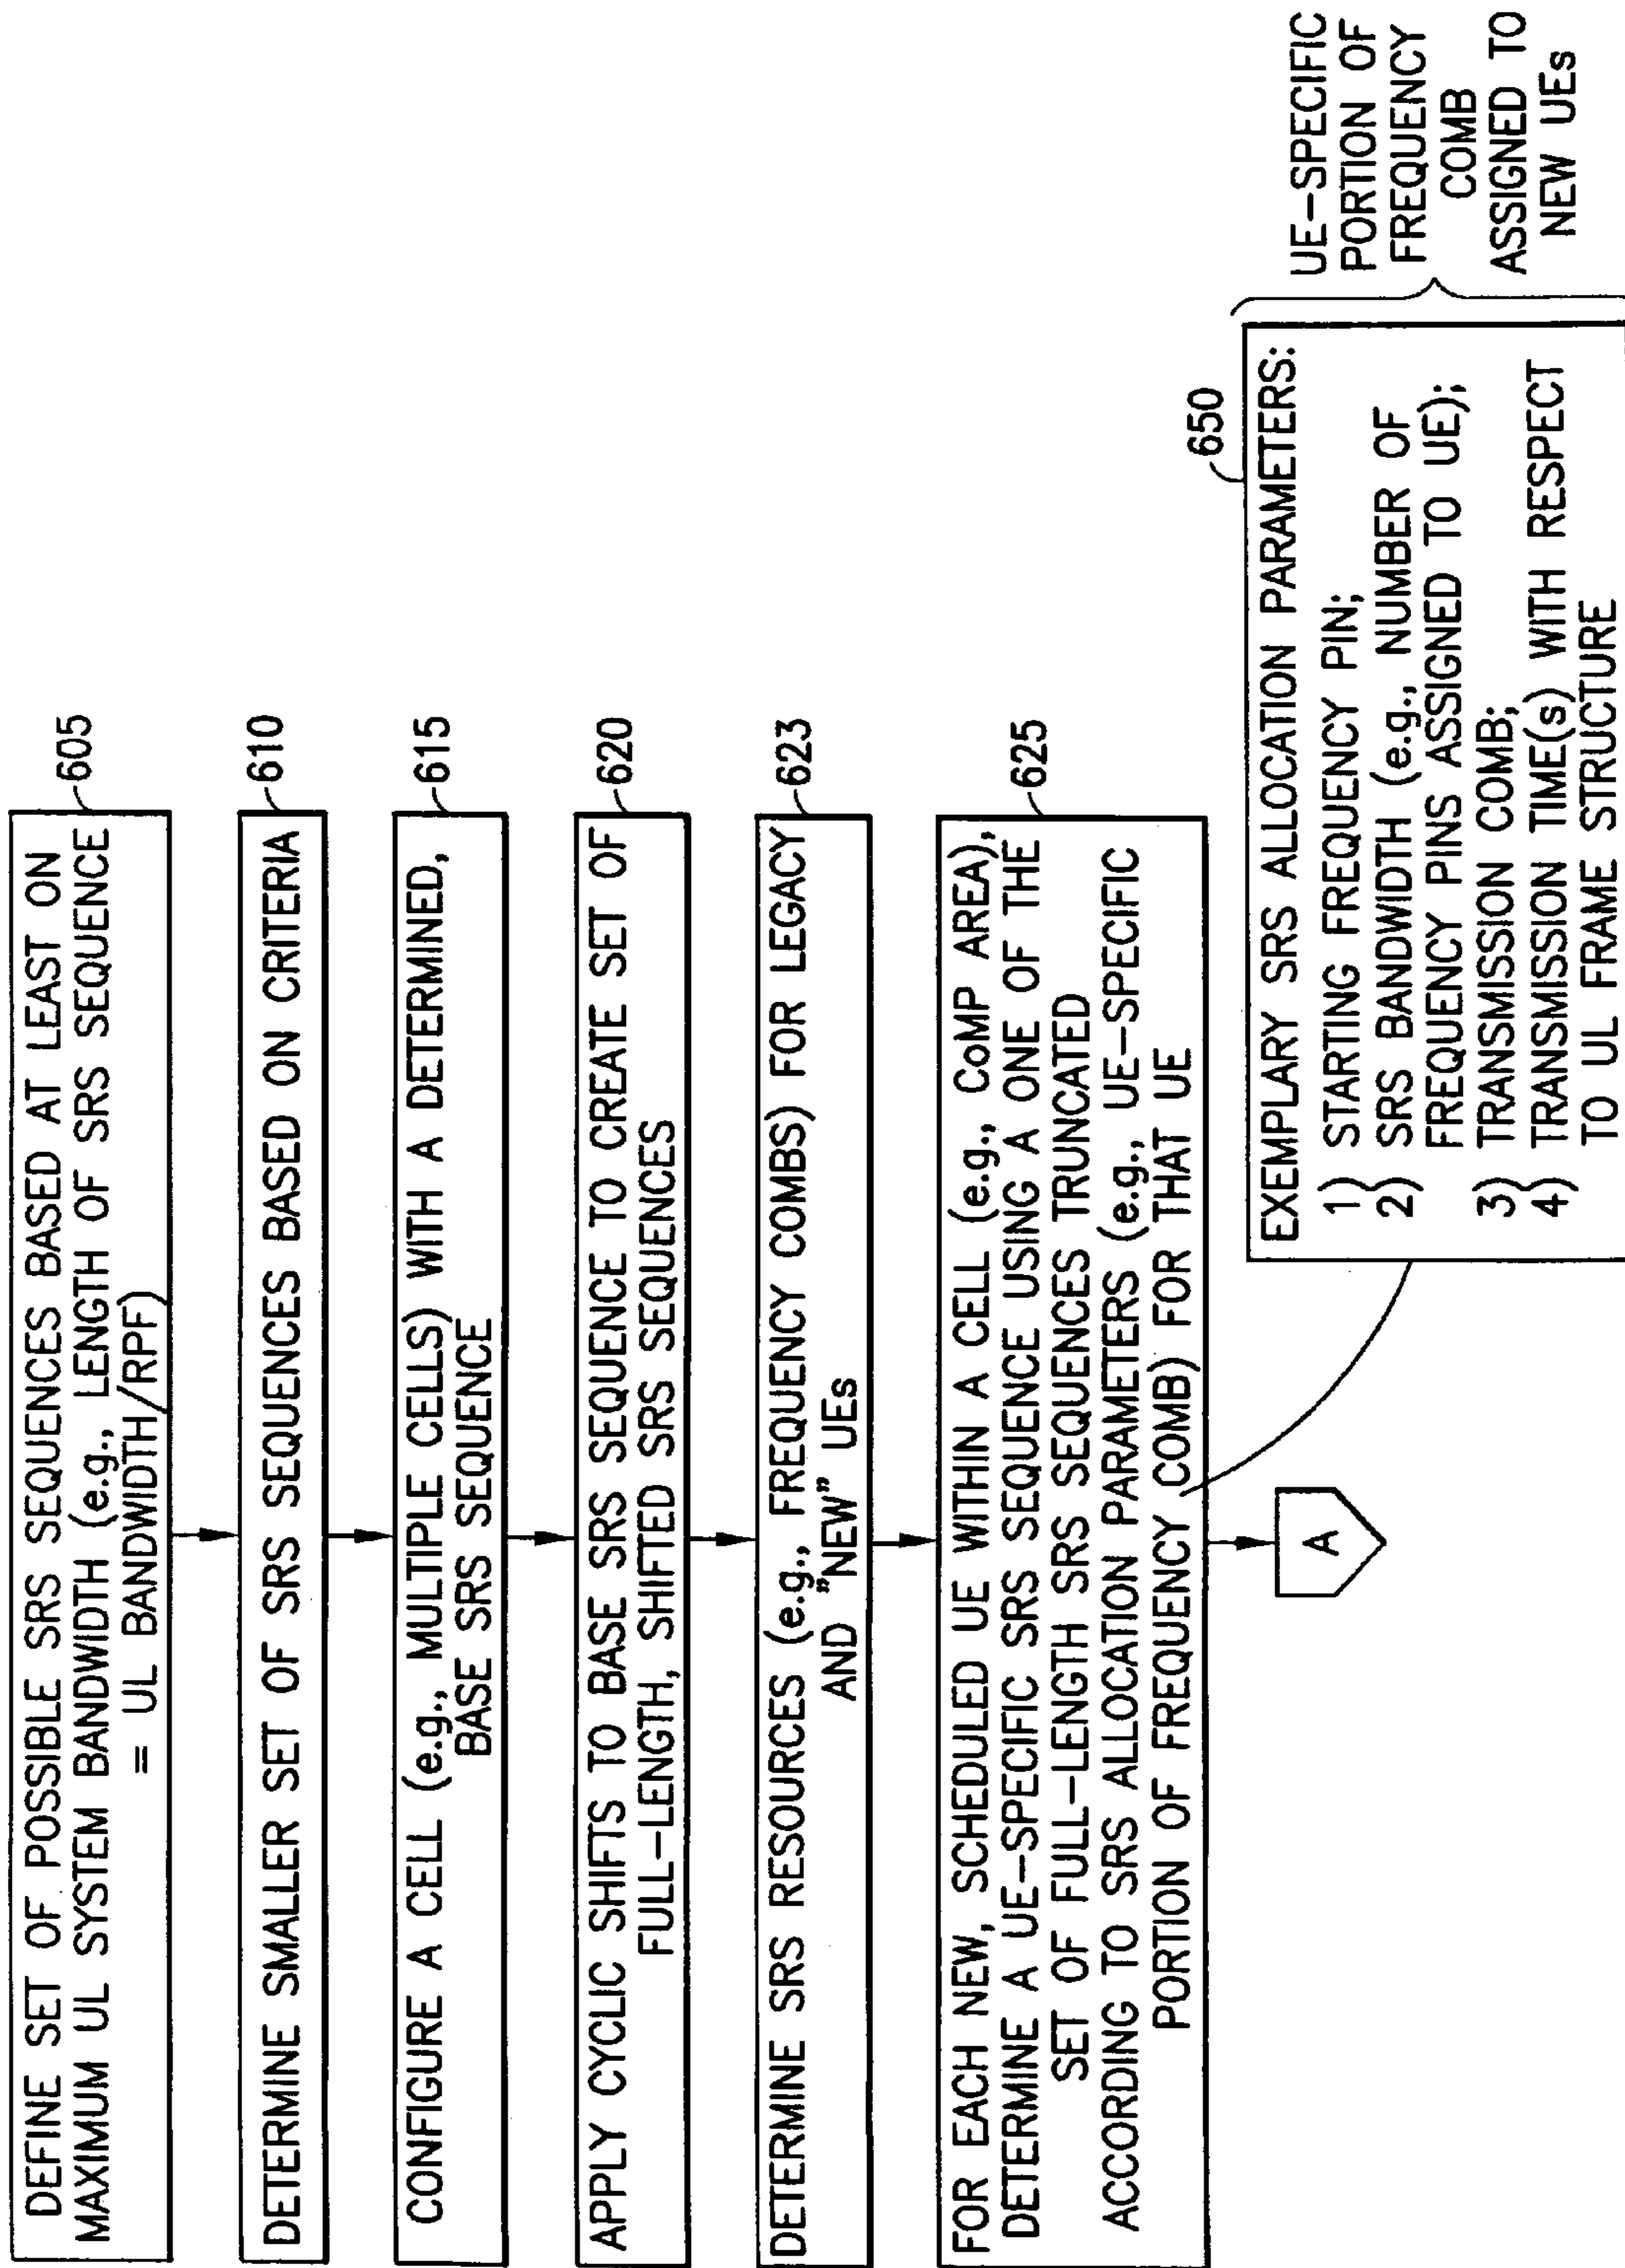 DEFINE SET OF POSSIBLE SRS SEQUENCES BASED AT LEAST ON
MAXIMUM UL SYSTEM BANDWIDTH (e.g., LENGTH OF SRS SEQUENCE
= UL BANDWIDTH/RPF)
605
DETERMINE SMALLER SET OF SRS SEQUENCES BASED ON CRITERIA
610
CONFIGURE A CELL (e.g., MULTIPLE CELLS) WITH A DETERMINED,
BASE SRS SEQUENCE
615
APPLY CYCLIC SHIFTS TO BASE SRS SEQUENCE TO CREATE SET OF
FULL-LENGTH, SHIFTED SRS SEQUENCES
620
DETERMINE SRS RESOURCES (e.g., FREQUENCY COMBS) FOR LEGACY
AND "NEW" UEs
623
FOR EACH NEW, SCHEDULED UE WITHIN A CELL (e.g., CoMP AREA),
DETERMINE A UE-SPECIFIC SRS SEQUENCE USING A ONE OF THE
SET OF FULL-LENGTH SRS SEQUENCES TRUNCATED
ACCORDING TO SRS ALLOCATION PARAMETERS (e.g., UE-SPECIFIC
PORTION OF FREQUENCY COMB) FOR THAT UE
625
A
650
EXEMPLARY SRS ALLOCATION PARAMETERS:
1) STARTING FREQUENCY PIN;
2) SRS BANDWIDTH (e.g., NUMBER OF
FREQUENCY PINS ASSIGNED TO UE);
3) TRANSMISSION COMB;
4) TRANSMISSION TIME(s) WITH RESPECT
TO UL FRAME STRUCTURE
UE-SPECIFIC
PORTION OF
FREQUENCY
COMB
ASSIGNED TO
NEW UEs